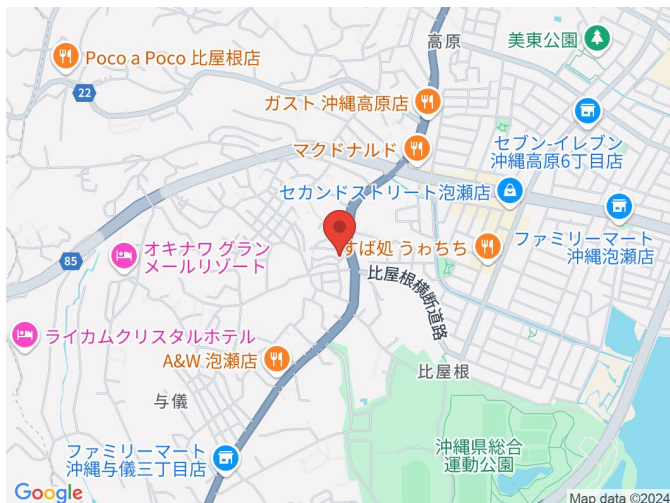 高原
美東公園
Poco a Poco 比屋根店
22
ガスト 沖縄高原店
セブン-イレブン
沖縄高原6丁目店
マクドナルド
セカンドストリート泡瀬店
ファミリーマート
沖縄泡瀬店
すば処 うゎちち
オキナワ グラン
メールリゾート
85
比屋根横断道路
ライカムクリスタルホテル
A&W 泡瀬店
比屋根
与儀
沖縄県総合
運動公園
ファミリーマート
沖縄与儀三丁目店
Google
Map data ©2024